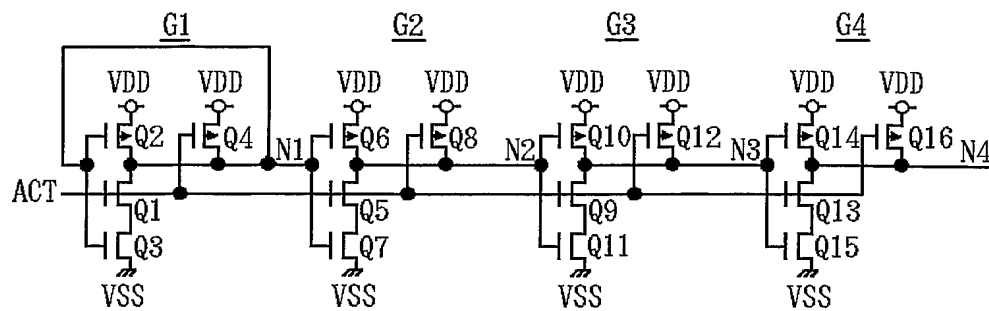 G1 G2 G3 G4
VDD VDD VDD VDD VDD VDD VDD VDD
Q2 Q4 N1 Q6 Q8 N2 Q10 Q12 N3 Q14 Q16 N4
ACT Q1 Q5 Q9 Q13
Q3 Q7 Q11 Q15
VSS VSS VSS VSS